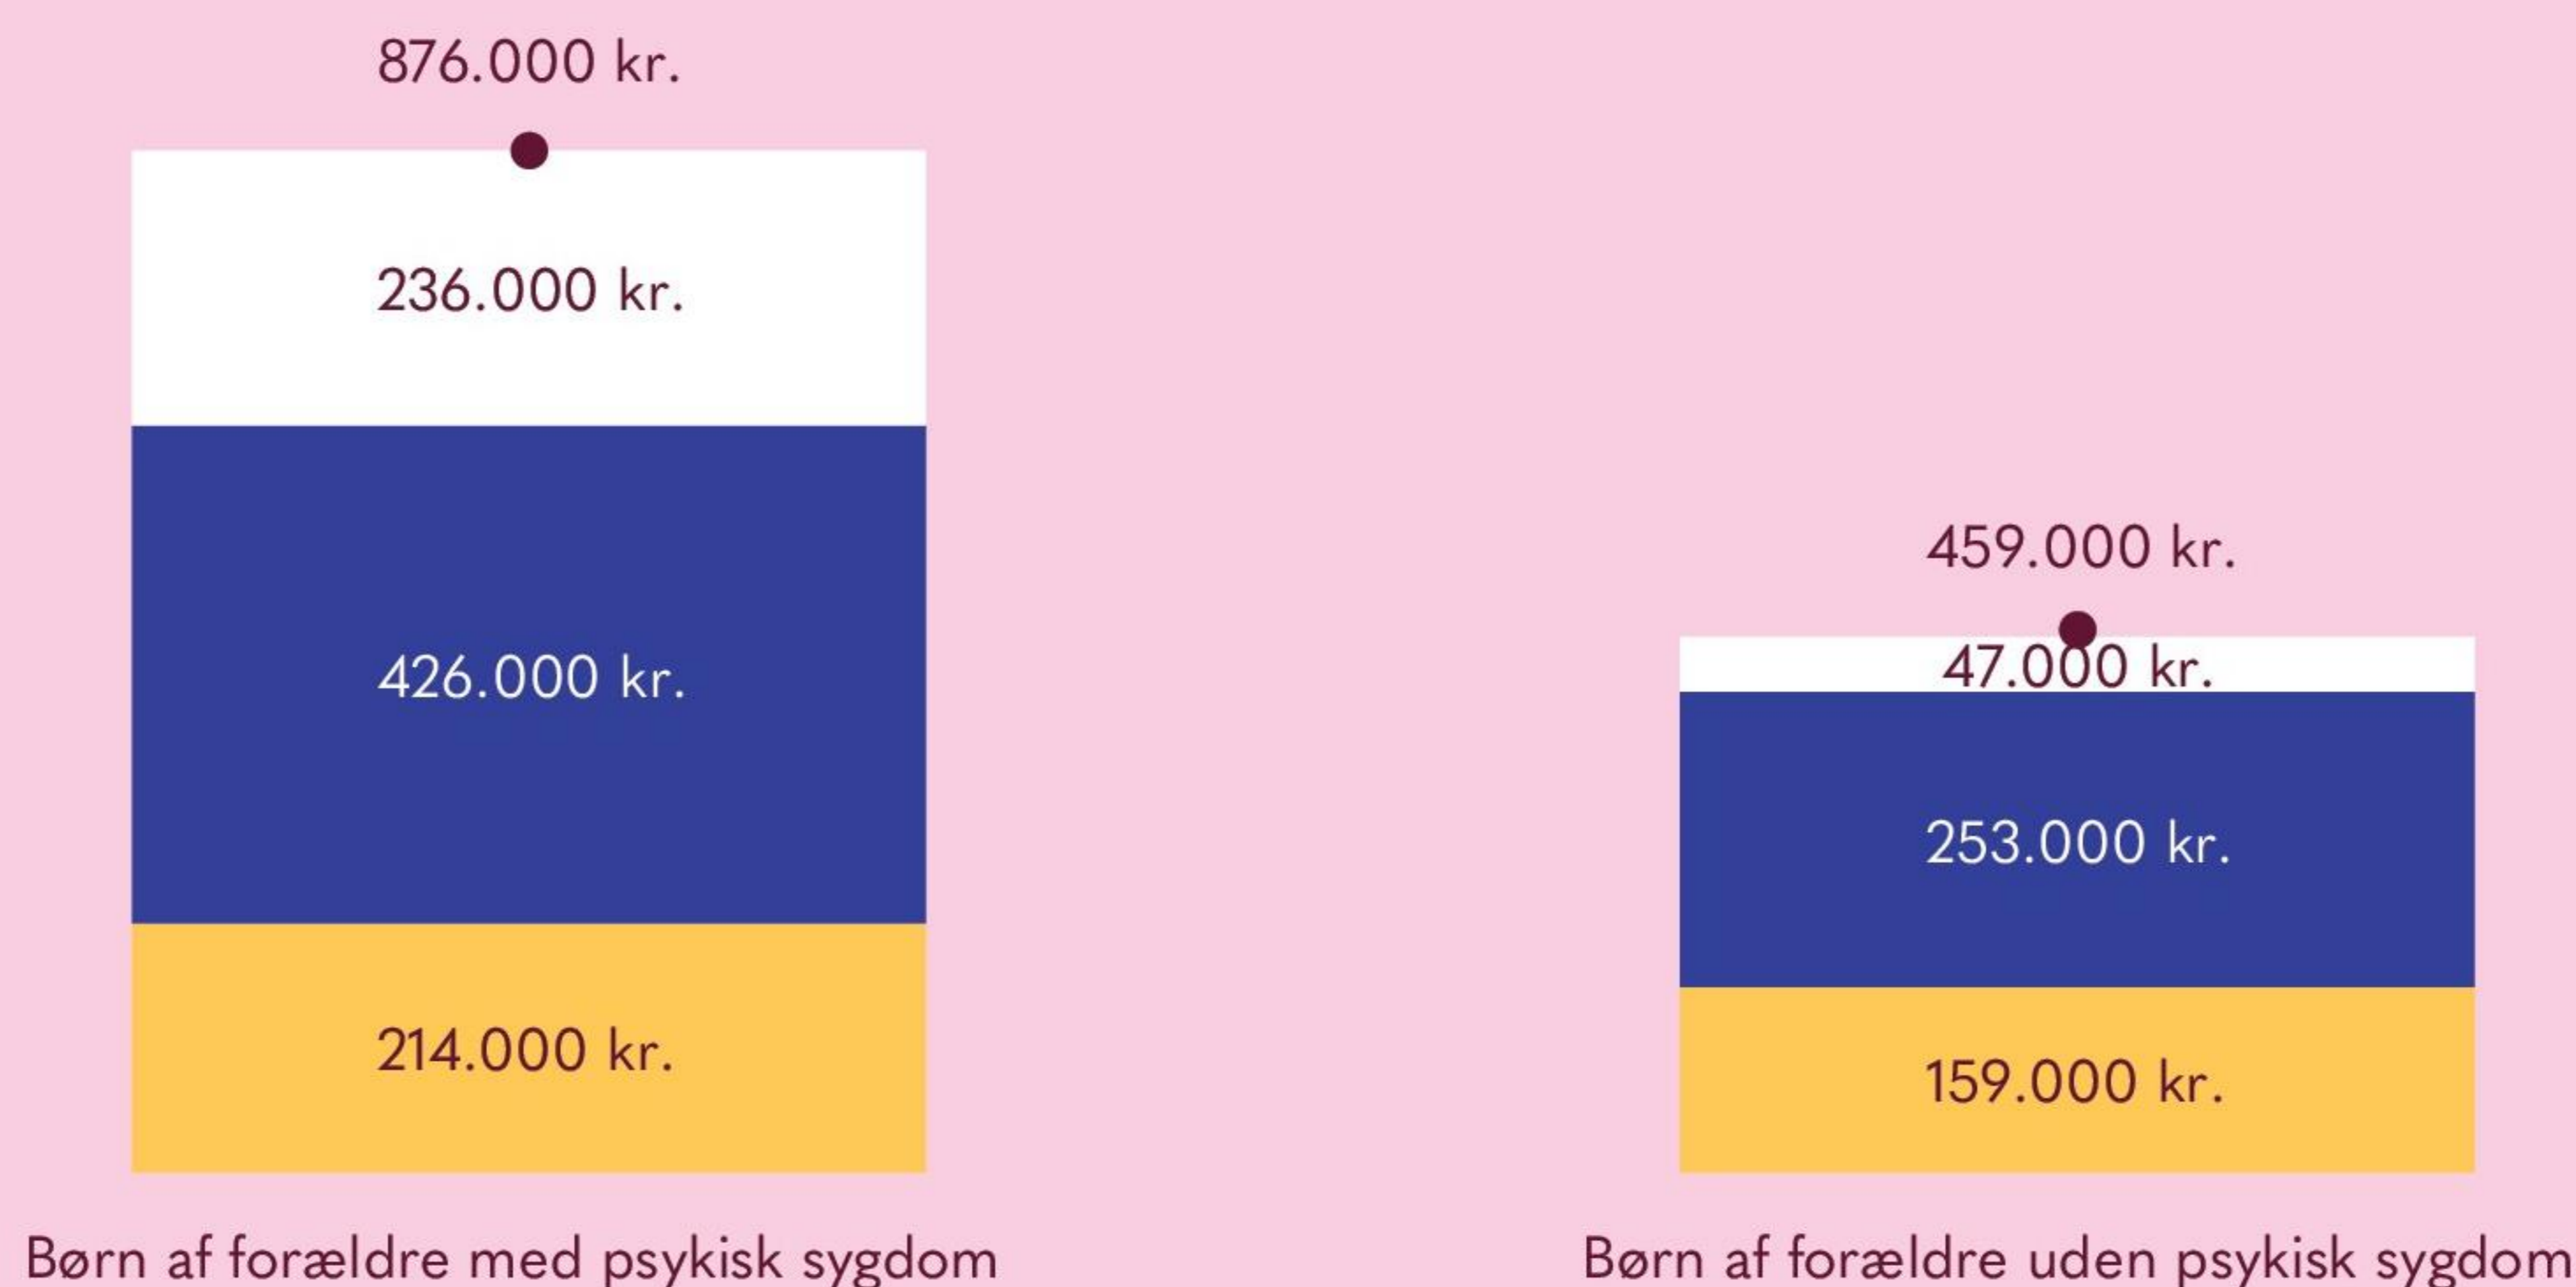 876.000 kr.
236.000 kr.
426.000 kr.
214.000 kr.
Børn af forældre med psykisk sygdom
459.000 kr.
47.000 kr.
253.000 kr.
159.000 kr.
Børn af forældre uden psykisk sygdom